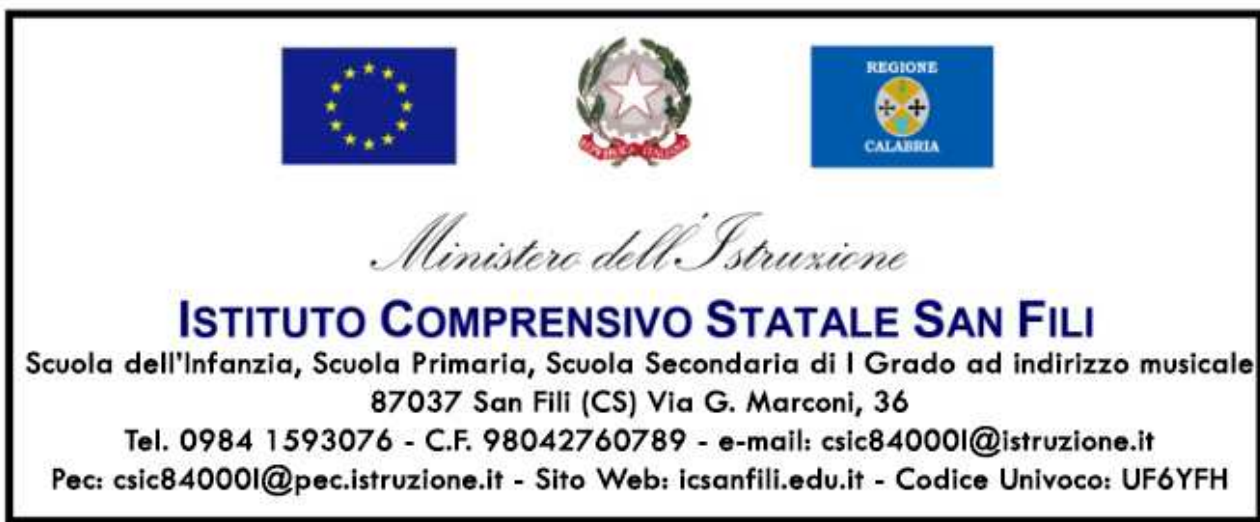 REGIONE
CALABRIA
REPVBBLICA ITALIANA
Ministero dell'Istruzione
ISTITUTO COMPRENSIVO STATALE SAN FILI
Scuola dell'Infanzia, Scuola Primaria, Scuola Secondaria di I Grado ad indirizzo musicale
87037 San Fili (CS) Via G. Marconi, 36
Tel. 0984 1593076 - C.F. 98042760789 - e-mail: csic84000l@istruzione.it
Pec: csic84000l@pec.istruzione.it - Sito Web: icsanfili.edu.it - Codice Univoco: UF6YFH